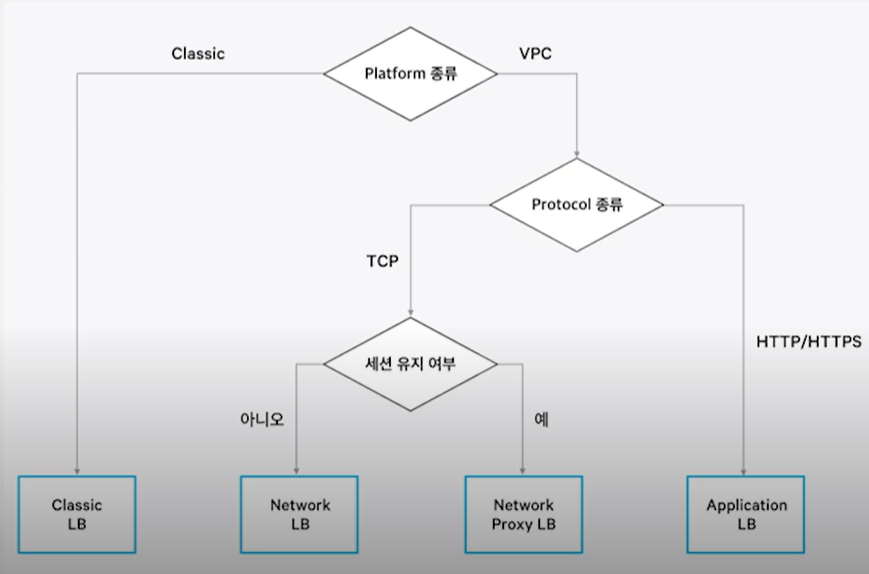 Classic
VPC
Platform 종류
Protocol 종류
TCP
HTTP/HTTPS
세션 유지 여부
아니오
예
Classic
LB
Network
LB
Network
Proxy LB
Application
LB